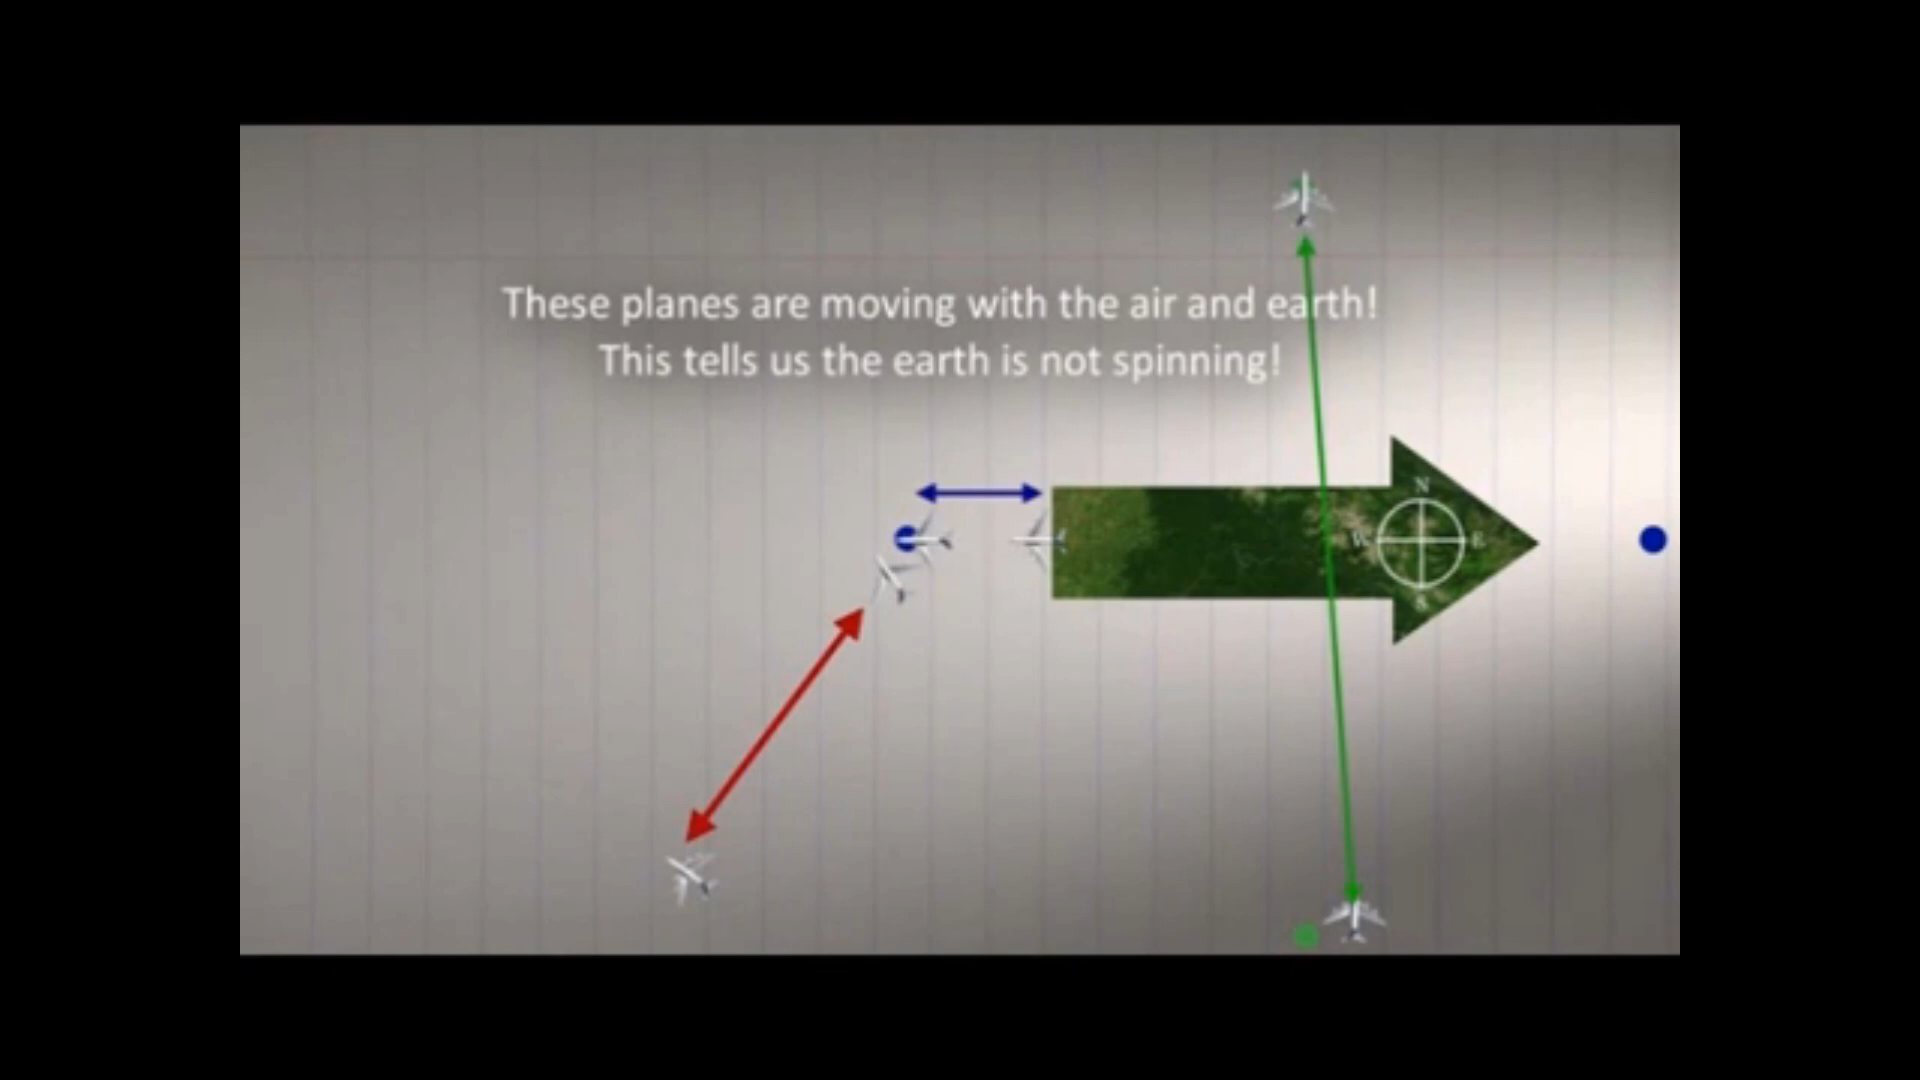 These planes are moving with the air and earth!
This tells us the earth is not spinning!
N
W E
S